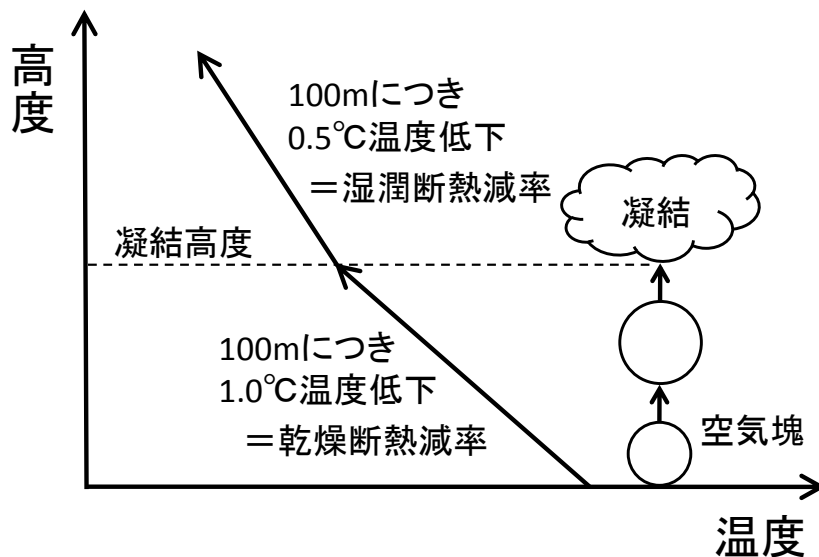 高度
100mにつき
0.5℃温度低下
＝湿潤断熱減率
凝結
凝結高度
100mにつき
1.0℃温度低下
＝乾燥断熱減率
空気塊
温度